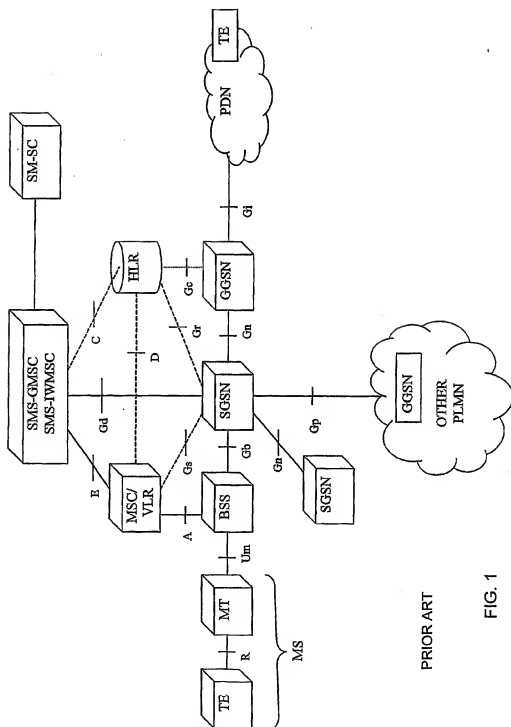 SM-SC
SMS-GMSC
SMS-IWMSC
C
E
Gd
HLR
D
MSC/
VLR
Gs
Gr
Gc
A
TE
PDN
TE
R
MT
Um
BSS
Gb
SGSN
Gn
GGSN
Gi
MS
Gn
SGSN
Gp
GGSN
OTHER
PLMN
PRIOR ART
FIG. 1